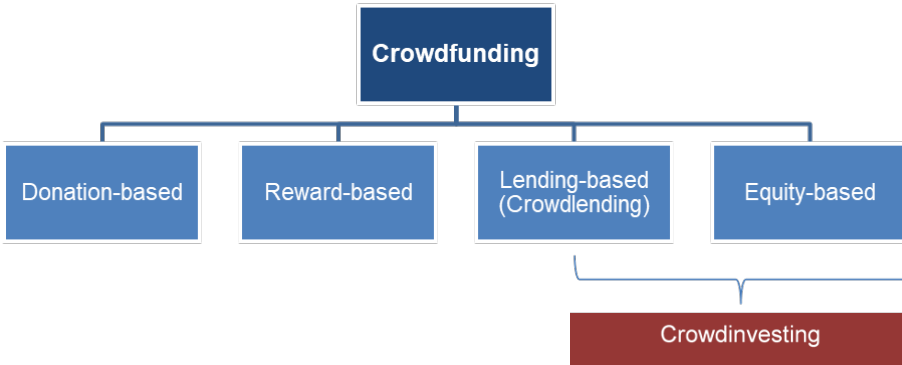 Crowdfunding
Donation-based
Reward-based
Lending-based
(Crowdlending)
Equity-based
Crowdinvesting